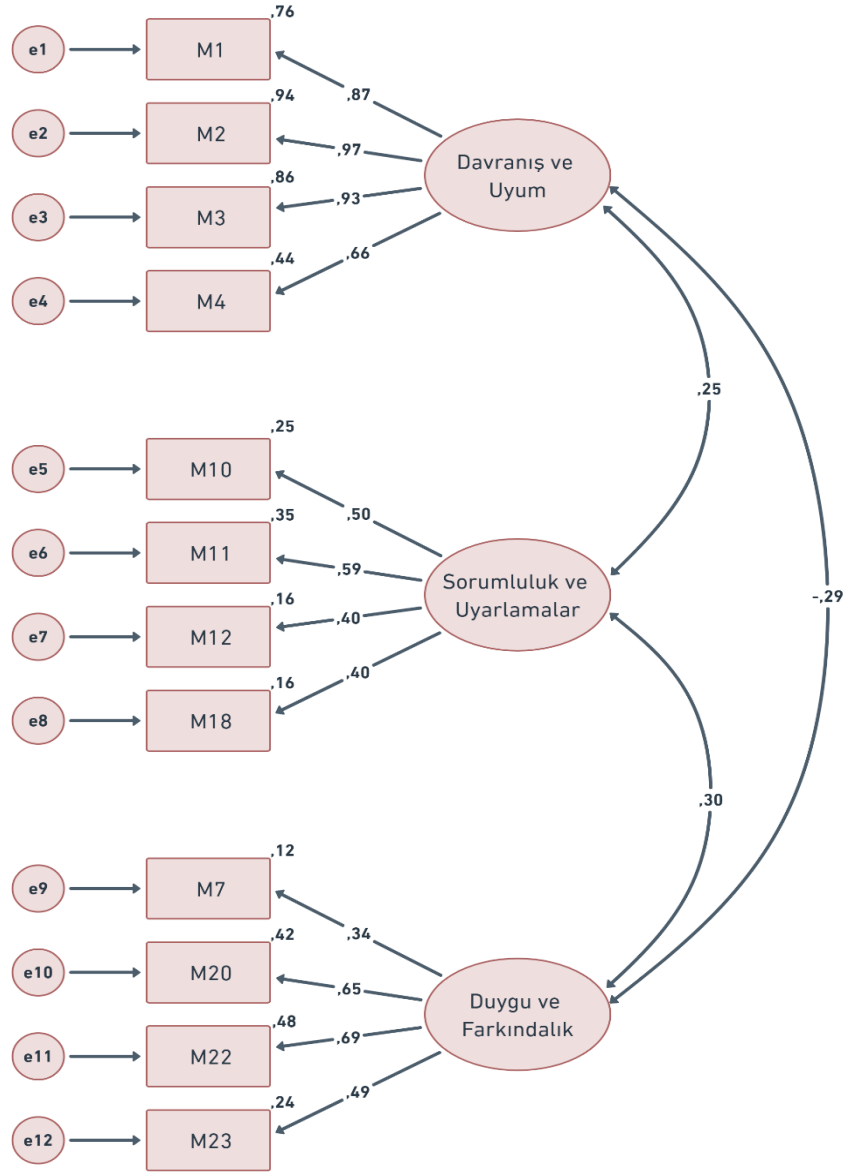 ,76
e1
M1
,87
,94
e2
M2
,97
,86
e3
M3
,93
,44
e4
M4
,66
Davranış ve
Uyum
,25
,25
e5
M10
,50
,35
e6
M11
,59
,16
e7
M12
,40
,16
e8
M18
,40
Sorumluluk ve
Uyarlamalar
-,29
,30
,12
e9
M7
,34
,42
e10
M20
,65
,48
e11
M22
,69
,24
e12
M23
,49
Duygu ve
Farkındalık